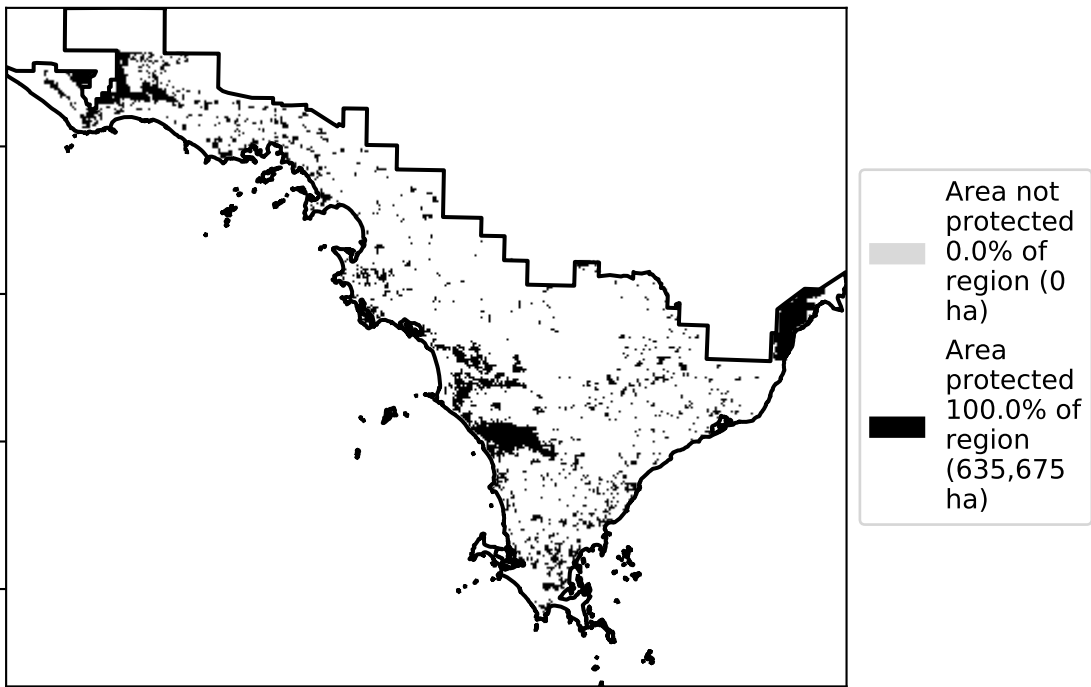 Area not
protected
0.0% of
region (0
ha)
Area
protected
100.0% of
region
(635,675
ha)